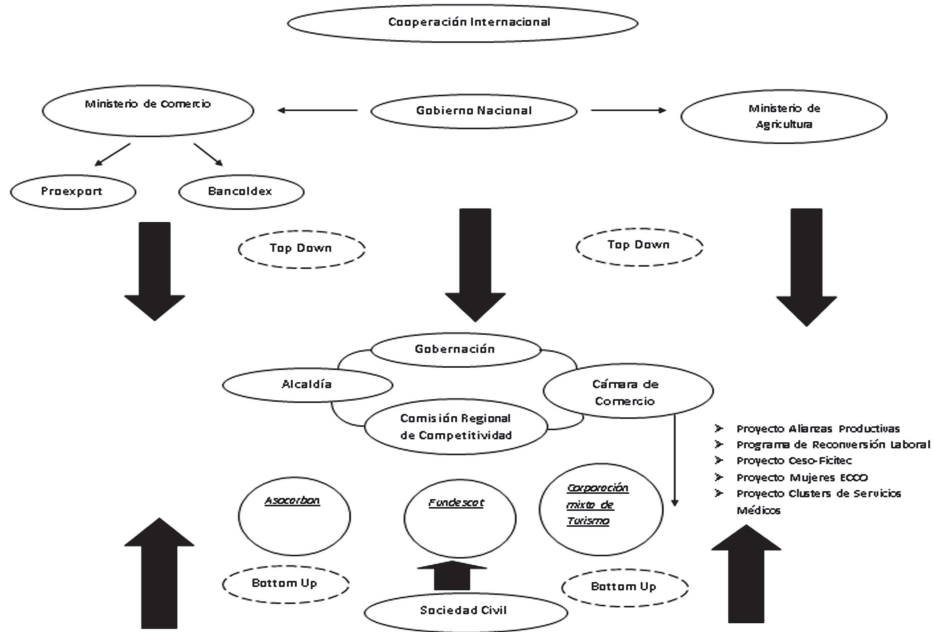 Cooperación Internacional
Ministerio de Comercio
Gobierno Nacional
Ministerio de
Agricultura
Proexport
Bancoldex
Top Down
Top Down
Gobernación
Alcaldía
Cámara de
Comercio
Comisión Regional
de Competitividad
➢ Proyecto Alianzas Productivas
➢ Programa de Reconversión Laboral
➢ Proyecto Ceso-Ficitec
➢ Proyecto Mujeres ECCO
➢ Proyecto Clusters de Servicios
Médicos
Asocarbon
Fundescat
Corporación
mixta de
Turismo
Bottom Up
Bottom Up
Sociedad Civil